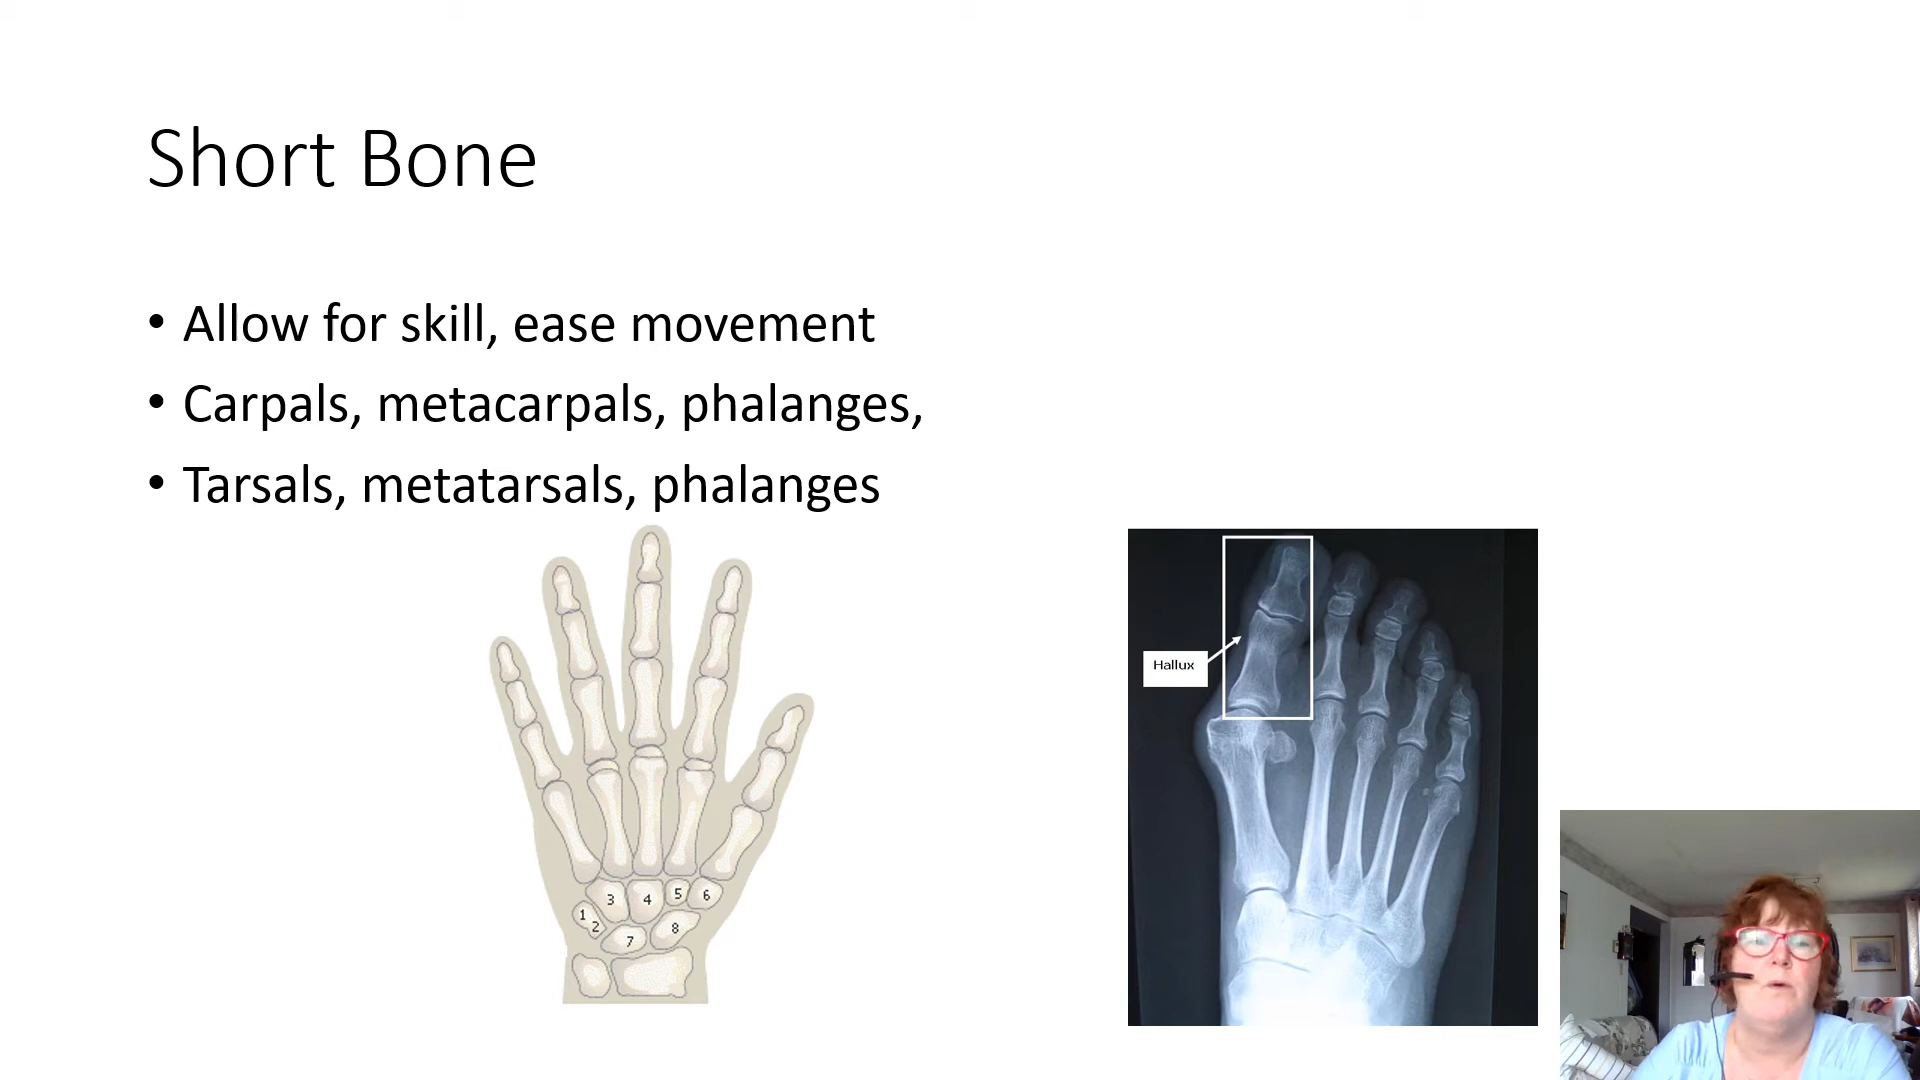 Short Bone
• Allow for skill, ease movement
• Carpals, metacarpals, phalanges,
• Tarsals, metatarsals, phalanges
Hallux
3 4 5 6
1
2
7 8